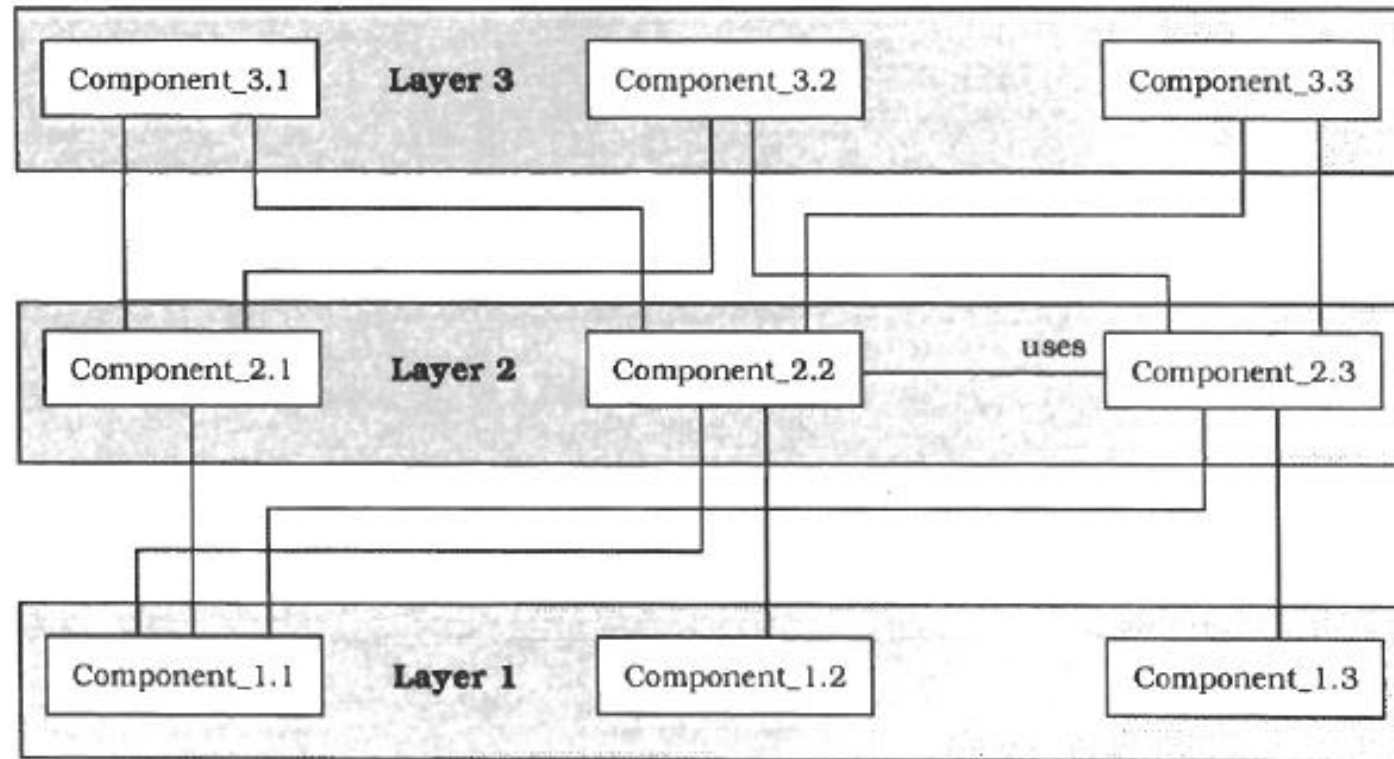 Component_3.1
Layer 3
Component_3.2
Component_3.3
uses
Component_2.1
Layer 2
Component_2.2
Component_2.3
Component_1.1
Layer 1
Component_1.2
Component_1.3